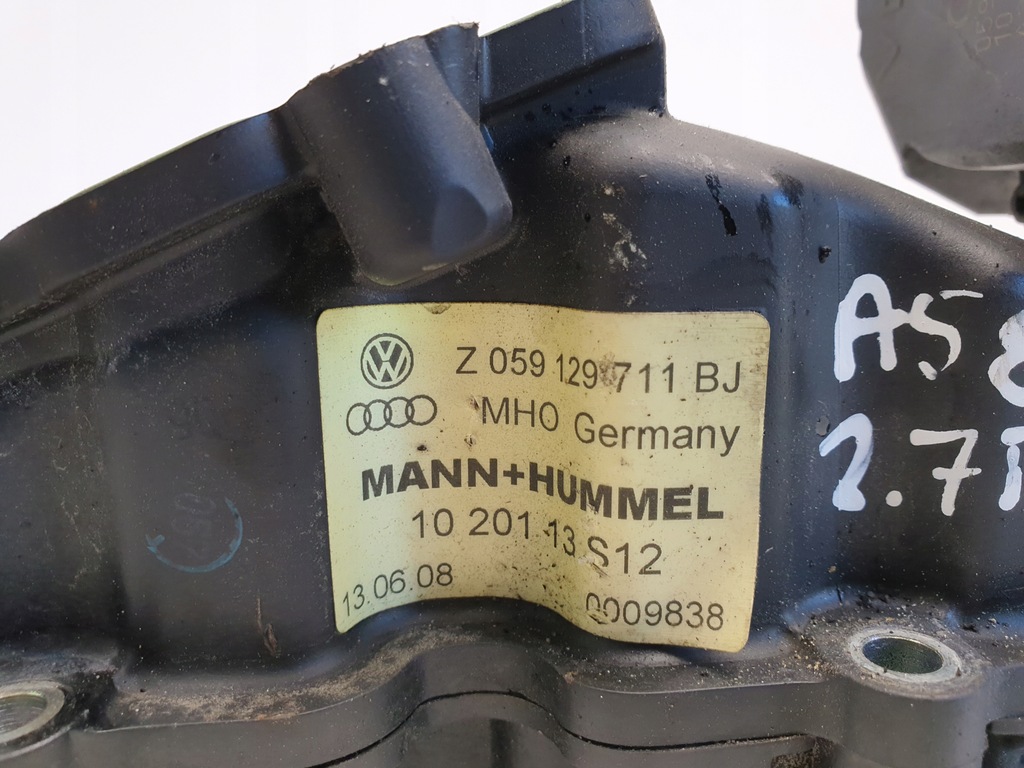 Z 059 129 711 BJ
MHO Germany
MANN+HUMMEL
10 201 13 S12
13.06.08
0009838
A5
2.7